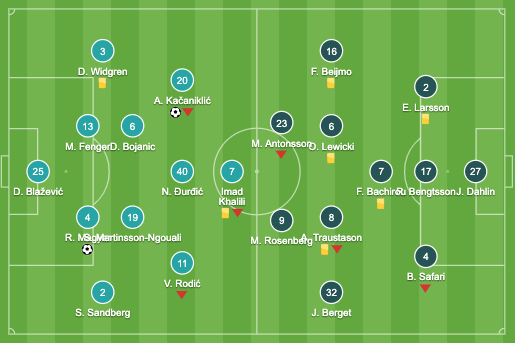 3
D. Widgren
20
A. Kačaniklić
13
M. Fenger
6
D. Bojanic
25
D. Blažević
40
N. Đurđić
7
Imad
Khalili
4
19
S. Martinsson-Ngouali
11
V. Rodić
2
S. Sandberg
16
F. Beijmo
2
E. Larsson
23
M. Antonsson
6
O. Lewicki
7
F. Bachirou
17
Bengtsson
27
J. Dahlin
9
M. Rosenberg
8
A. Traustason
4
B. Safari
32
J. Berget